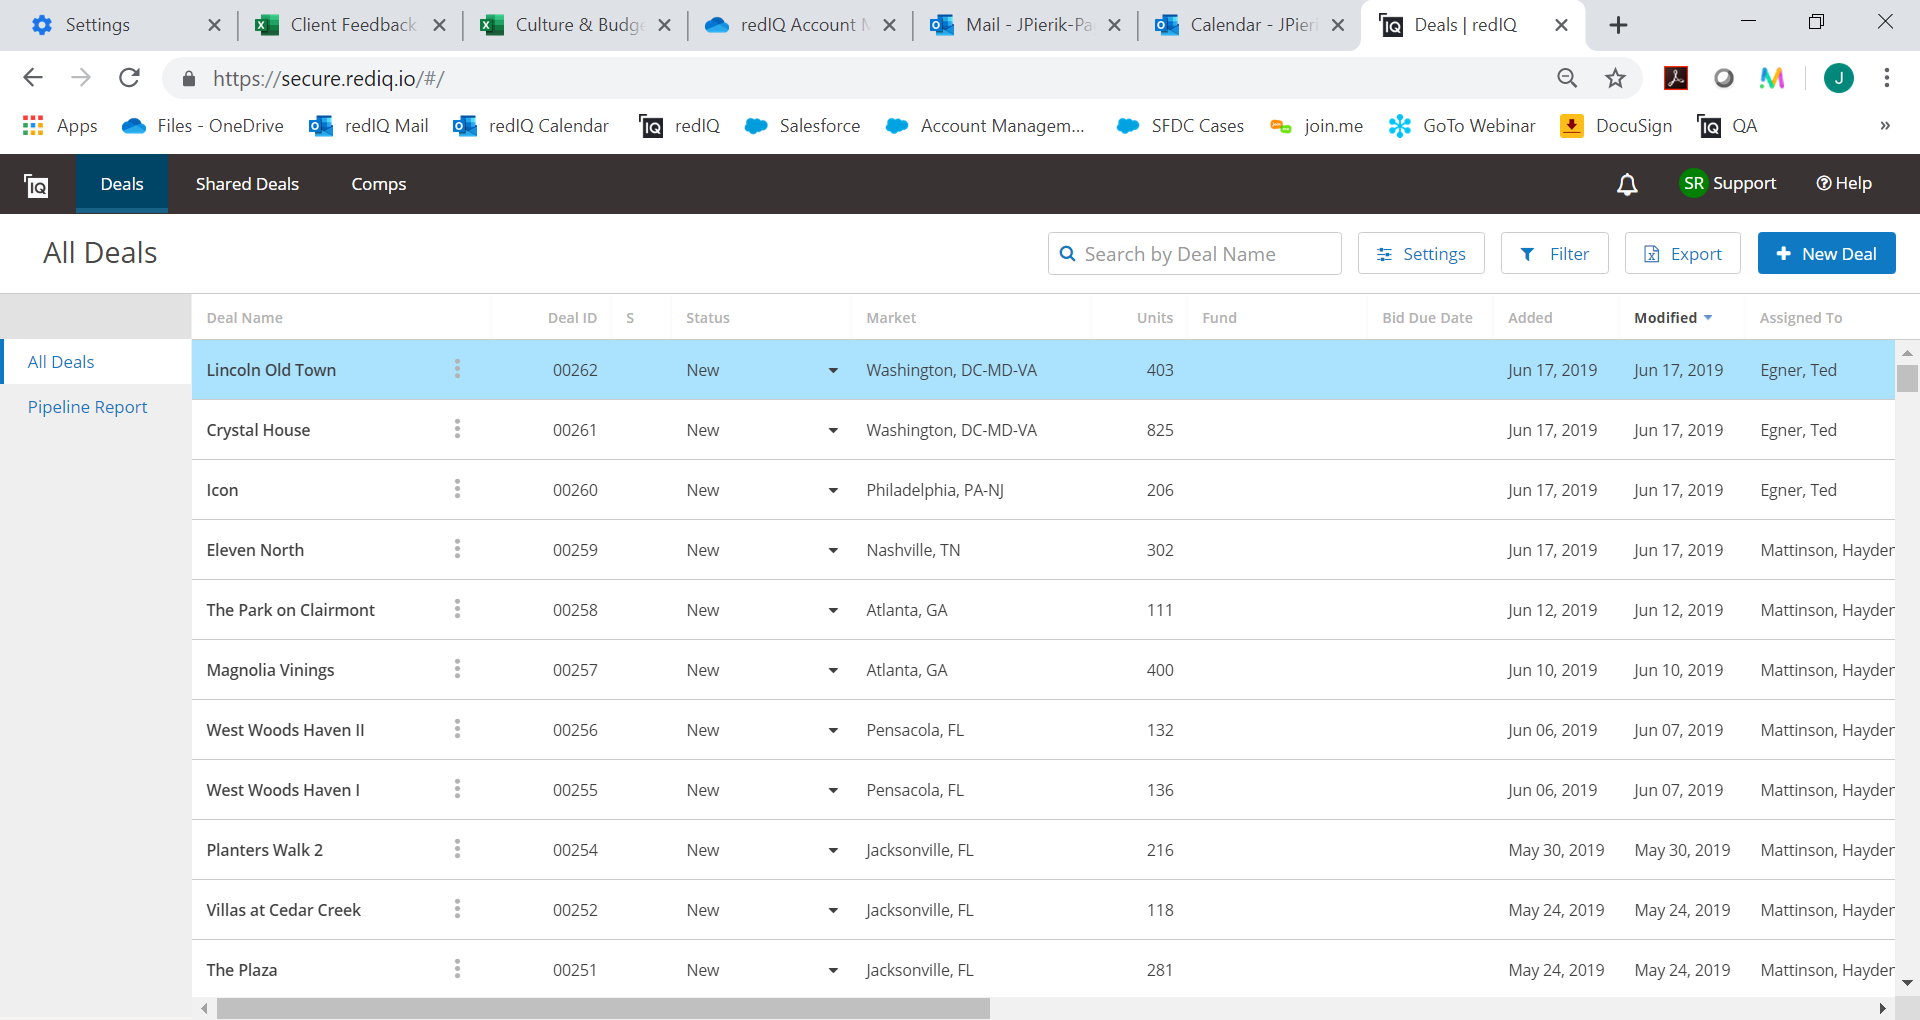 Settings
Client Feedback
Culture & Budge
redIQ Account M
Mail - JPierik-Pa
Calendar - JPieri
Deals | redIQ
https://secure.rediq.io/#/
J
Apps
Files - OneDrive
redIQ Mail
redIQ Calendar
redIQ
Salesforce
Account Managem...
SFDC Cases
join.me
GoTo Webinar
DocuSign
QA
»
IQ Deals Shared Deals Comps SR Support Help
All Deals
Search by Deal Name
Settings
Filter
Export
New Deal
All Deals
Pipeline Report
Deal Name Deal ID S Status Market Units Fund Bid Due Date Added Modified Assigned To
Lincoln Old Town 00262 New Washington, DC-MD-VA 403 Jun 17, 2019 Jun 17, 2019 Egner, Ted
Crystal House 00261 New Washington, DC-MD-VA 825 Jun 17, 2019 Jun 17, 2019 Egner, Ted
Icon 00260 New Philadelphia, PA-NJ 206 Jun 17, 2019 Jun 17, 2019 Egner, Ted
Eleven North 00259 New Nashville, TN 302 Jun 17, 2019 Jun 17, 2019 Mattinson, Hayden
The Park on Clairmont 00258 New Atlanta, GA 111 Jun 12, 2019 Jun 12, 2019 Mattinson, Hayden
Magnolia Vinings 00257 New Atlanta, GA 400 Jun 10, 2019 Jun 10, 2019 Mattinson, Hayden
West Woods Haven II 00256 New Pensacola, FL 132 Jun 06, 2019 Jun 07, 2019 Mattinson, Hayden
West Woods Haven I 00255 New Pensacola, FL 136 Jun 06, 2019 Jun 07, 2019 Mattinson, Hayden
Planters Walk 2 00254 New Jacksonville, FL 216 May 30, 2019 May 30, 2019 Mattinson, Hayden
Villas at Cedar Creek 00252 New Jacksonville, FL 118 May 24, 2019 May 24, 2019 Mattinson, Hayden
The Plaza 00251 New Jacksonville, FL 281 May 24, 2019 May 24, 2019 Mattinson, Hayden